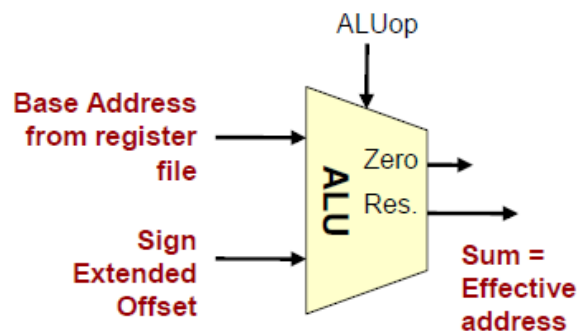 ALUop
Base Address
from register
file
Zero
ALU
Res.
Sign
Extended
Offset
Sum =
Effective
address